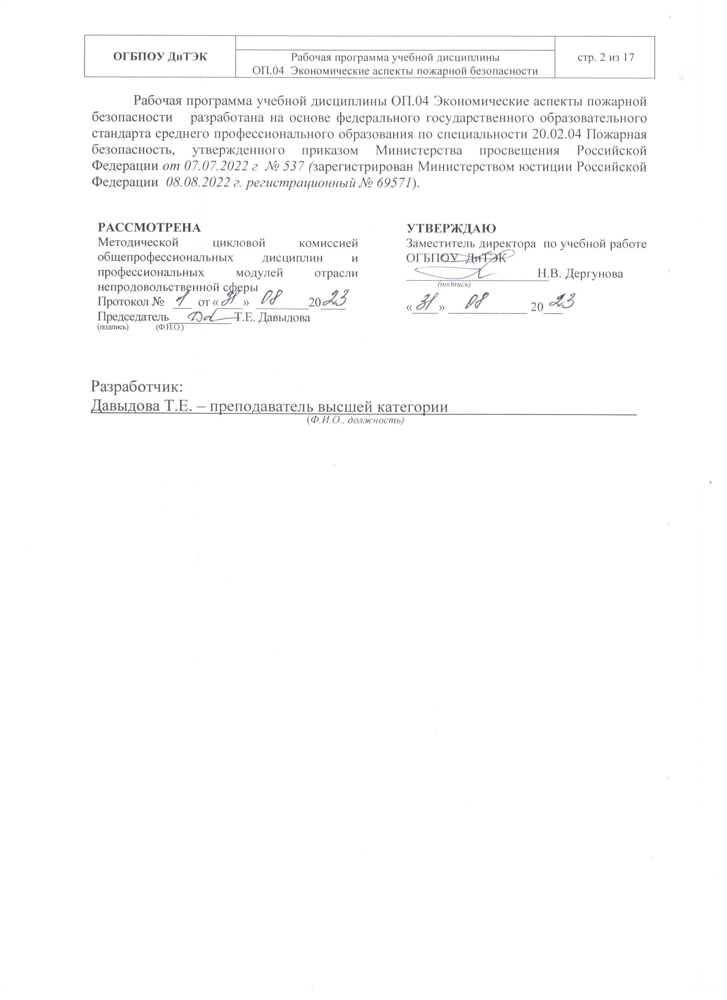 ОГБПОУ ДиТЭК
Рабочая программа учебной дисциплины
ОП.04 Экономические аспекты пожарной безопасности
стр. 2 из 17
Рабочая программа учебной дисциплины ОП.04 Экономические аспекты пожарной
безопасности разработана на основе федерального государственного образовательного
стандарта среднего профессионального образования по специальности 20.02.04 Пожарная
безопасность, утвержденного приказом Министерства просвещения Российской
Федерации от 07.07.2022 г № 537 (зарегистрирован Министерством юстиции Российской
Федерации 08.08.2022 г. регистрационный № 69571).
РАССМОТРЕНА
Методической цикловой комиссией
общепрофессиональных дисциплин и
профессиональных модулей отрасли
непродовольственной сферы
Протокол № 1 от « 31 » 08 2023
Председатель Т.Е. Давыдова
(подпись) (Ф.И.О.)
УТВЕРЖДАЮ
Заместитель директора по учебной работе
ОГБПОУ ДиТЭК
Н.В. Дергунова
(подпись)
« 31 » 08 20 23
Разработчик:
Давыдова Т.Е. – преподаватель высшей категории
(Ф.И.О., должность)